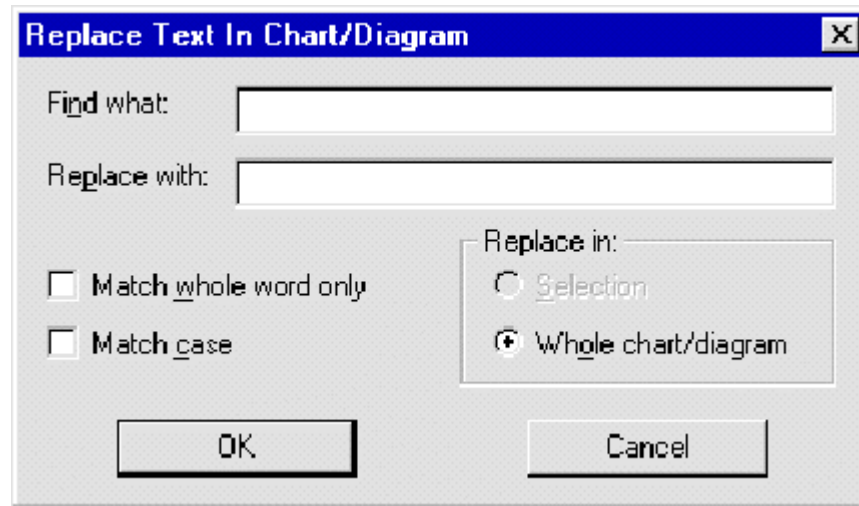 Replace Text In Chart/Diagram
Find what:
Replace with:
Replace in:
Match whole word only
Selection
Match case
Whole chart/diagram
OK
Cancel